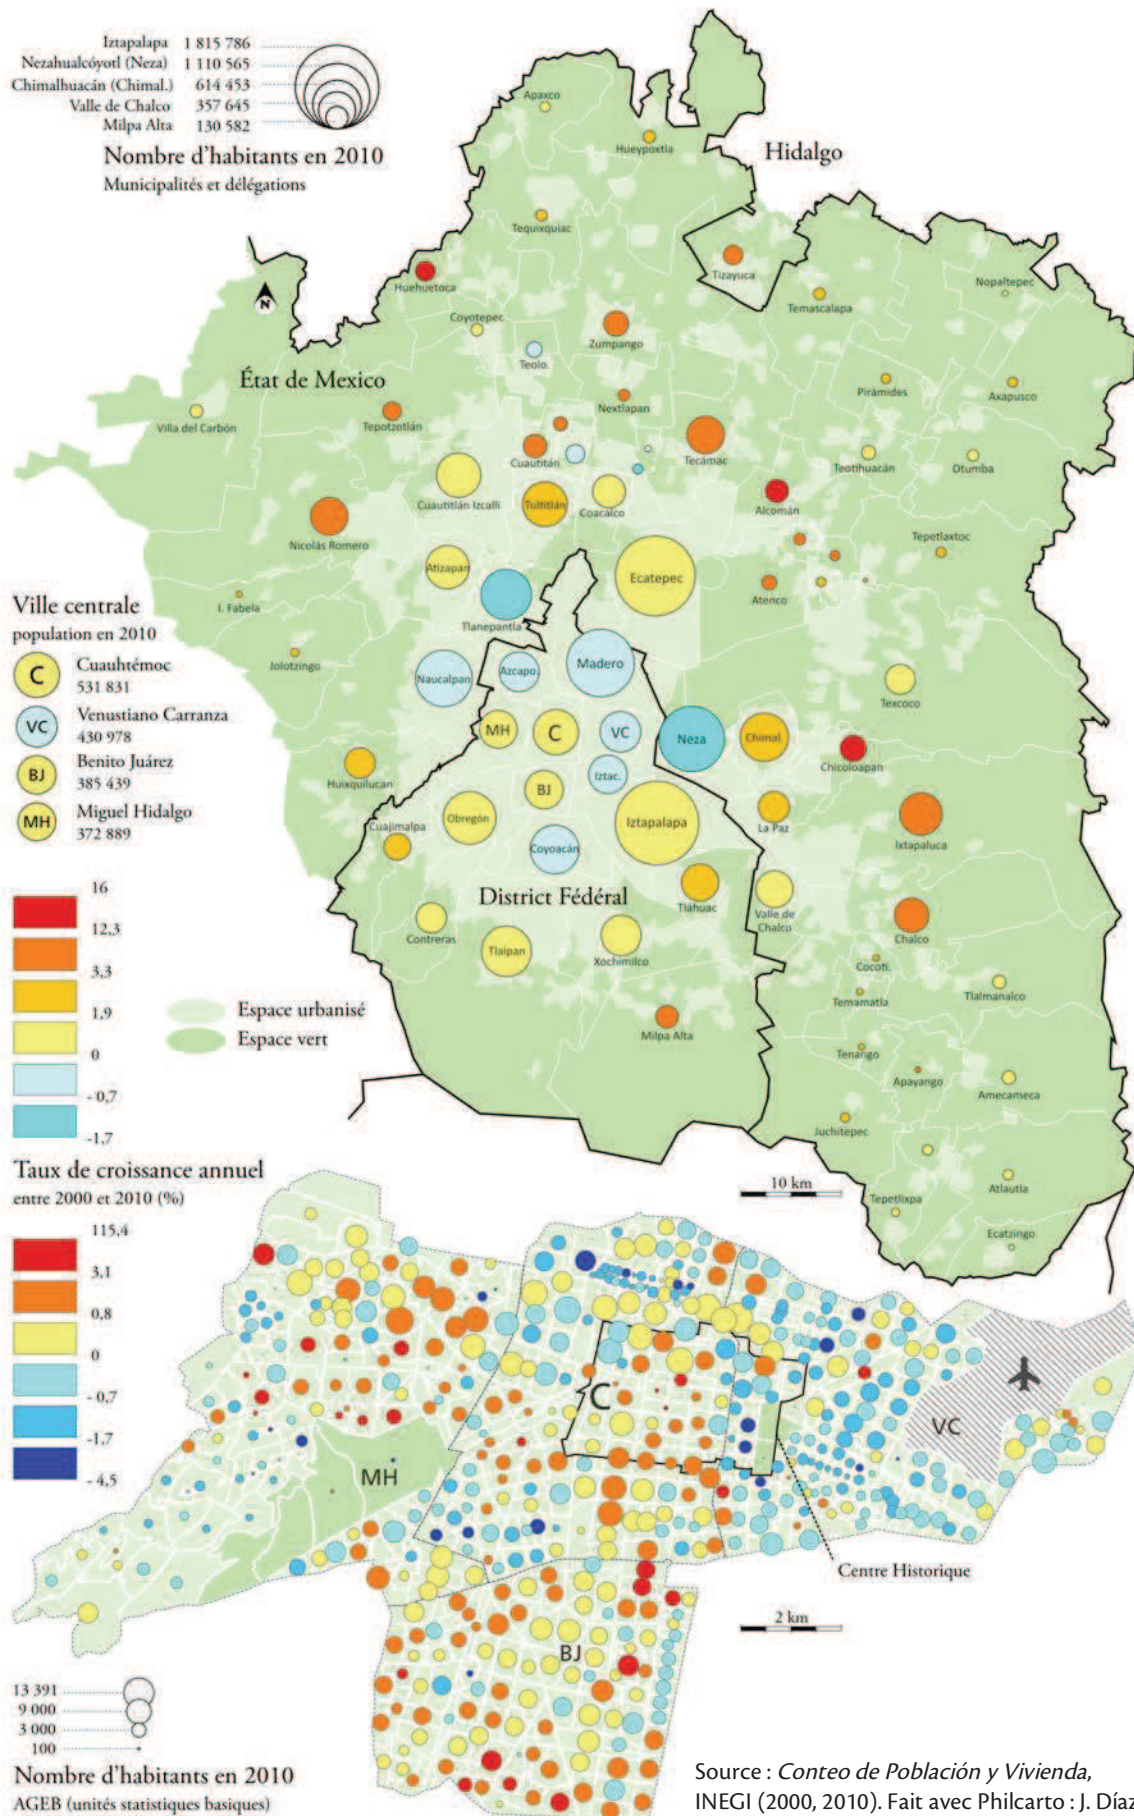 Iztapalapa 1 815 786
Nezahualcóyotl (Neza) 1 110 565
Chimalhuacán (Chimal.) 614 453
Valle de Chalco 357 645
Milpa Alta 130 582
Nombre d'habitants en 2010
Municipalités et délégations
Apaxco
Hueypoxtla
Hidalgo
Tequixquiac
Tizayuca
Huehuetoca
Nopaltepec
Temascalapa
N
Coyotepec
Zumpango
Teolo.
État de Mexico
Pirámides
Axapusco
Nextlapan
Villa del Carbón
Tepotzotlán
Cuautitlán
Tecámac
Teotihuacán
Otumba
Cuautitlán Izcalli
Tultitlán
Coacalco
Alcomán
Nicolás Romero
Tepetlaxtoc
Atizapan
Ecatepec
Atenco
I. Fabela
Tlanepantla
Ville centrale
population en 2010
C Cuauhtémoc
531 831
VC Venustiano Carranza
430 978
BJ Benito Juárez
385 439
MH Miguel Hidalgo
372 889
Jolotzingo
Naucalpan
Azcapo.
Madero
Texcoco
MH
C
VC
Neza
Chimal.
Chicoloapan
Huixquilucan
BJ
Iztac.
Obregón
Iztapalapa
La Paz
Ixtapaluca
Cuajimalpa
Coyoacán
District Fédéral
Tláhuac
Valle de
Chalco
Chalco
Contreras
Tlalpan
Xochimilco
Cocoti.
Temamatla
Tlalmanalco
Milpa Alta
Tenango
Apayango
Amecameca
Juchitepec
Atlautla
Tepetlixpa
Ecatzingo
16
12,3
3,3
1,9
0
- 0,7
-1,7
Espace urbanisé
Espace vert
10 km
Taux de croissance annuel
entre 2000 et 2010 (%)
115,4
3,1
0,8
0
-0,7
-1,7
- 4,5
C
VC
MH
BJ
Centre Historique
2 km
13 391
9 000
3 000
100
Nombre d'habitants en 2010
AGEB (unités statistiques basiques)
Source : Conteo de Población y Vivienda,
INEGI (2000, 2010). Fait avec Philcarto : J. Díaz